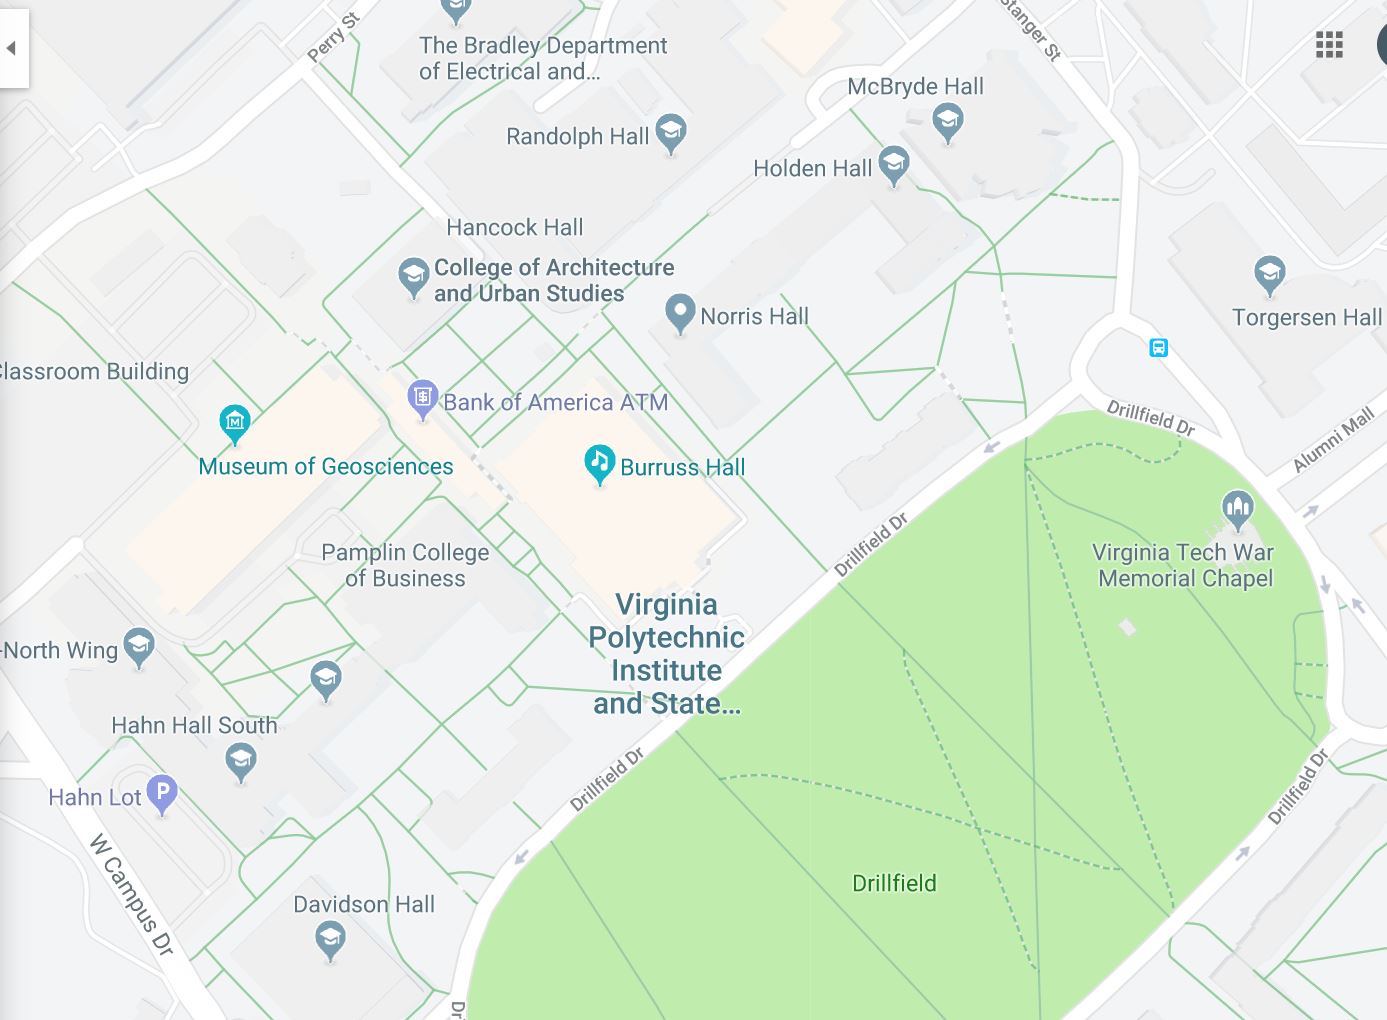 Perry St
Stanger St
The Bradley Department
of Electrical and...
McBryde Hall
Randolph Hall
Holden Hall
Hancock Hall
College of Architecture
and Urban Studies
Norris Hall
Torgersen Hall
Classroom Building
Bank of America ATM
Drillfield Dr
Alumni Mall
Museum of Geosciences
Burruss Hall
Drillfield Dr
Pamplin College
of Business
Virginia Tech War
Memorial Chapel
Virginia
Polytechnic
Institute
and State...
-North Wing
Hahn Hall South
Drillfield Dr
Drillfield Dr
Hahn Lot
P
W Campus Dr
Drillfield
Davidson Hall
Dr